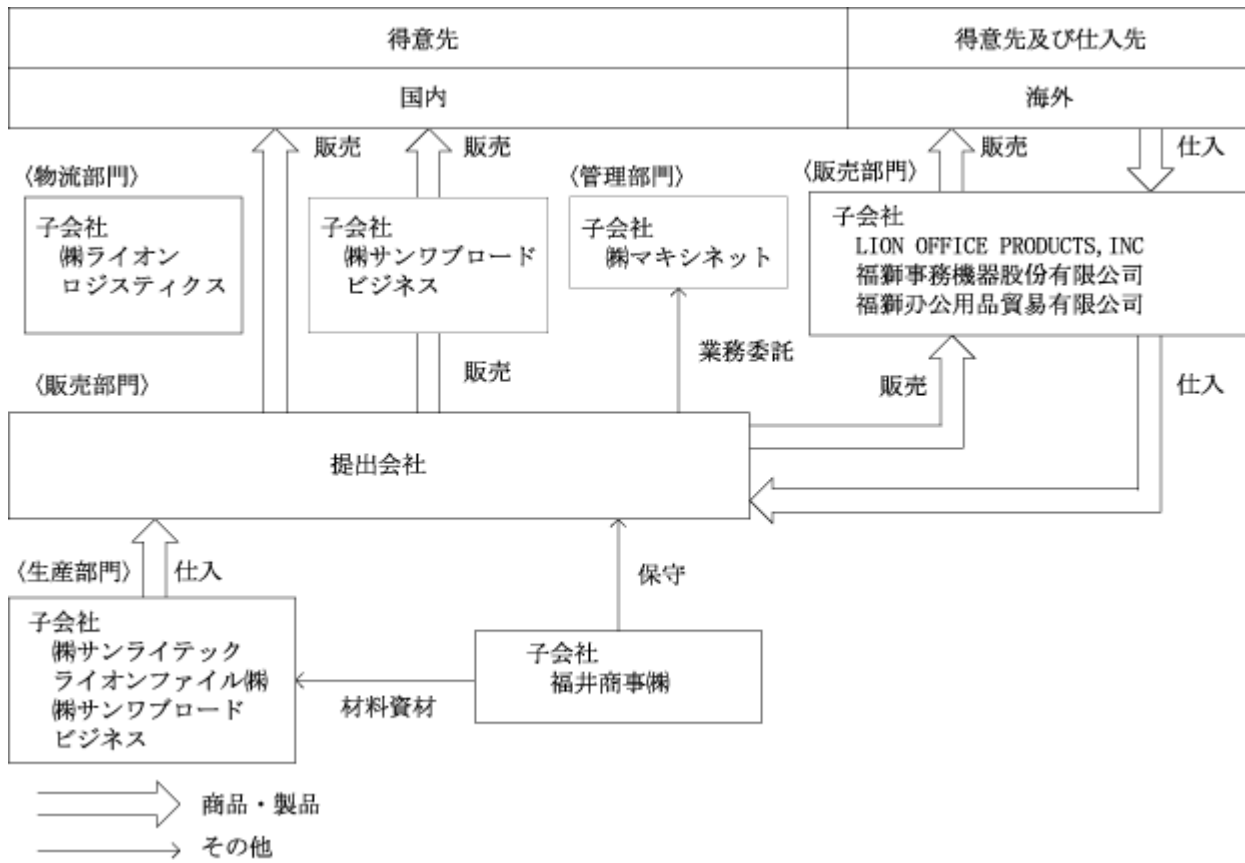 得意先
得意先及び仕入先
国内
海外
販売
販売
販売
仕入
〈物流部門〉
〈管理部門〉
〈販売部門〉
子会社
㈱ライオン
ロジスティクス
子会社
㈱サンワブロード
ビジネス
子会社
㈱マキシネット
子会社
LION OFFICE PRODUCTS,INC
福獅事務機器股份有限公司
福獅办公用品貿易有限公司
〈販売部門〉
販売
業務委託
販売
仕入
提出会社
〈生産部門〉
仕入
保守
子会社
㈱サンライテック
ライオンファイル㈱
㈱サンワブロード
ビジネス
材料資材
子会社
福井商事㈱
商品・製品
その他